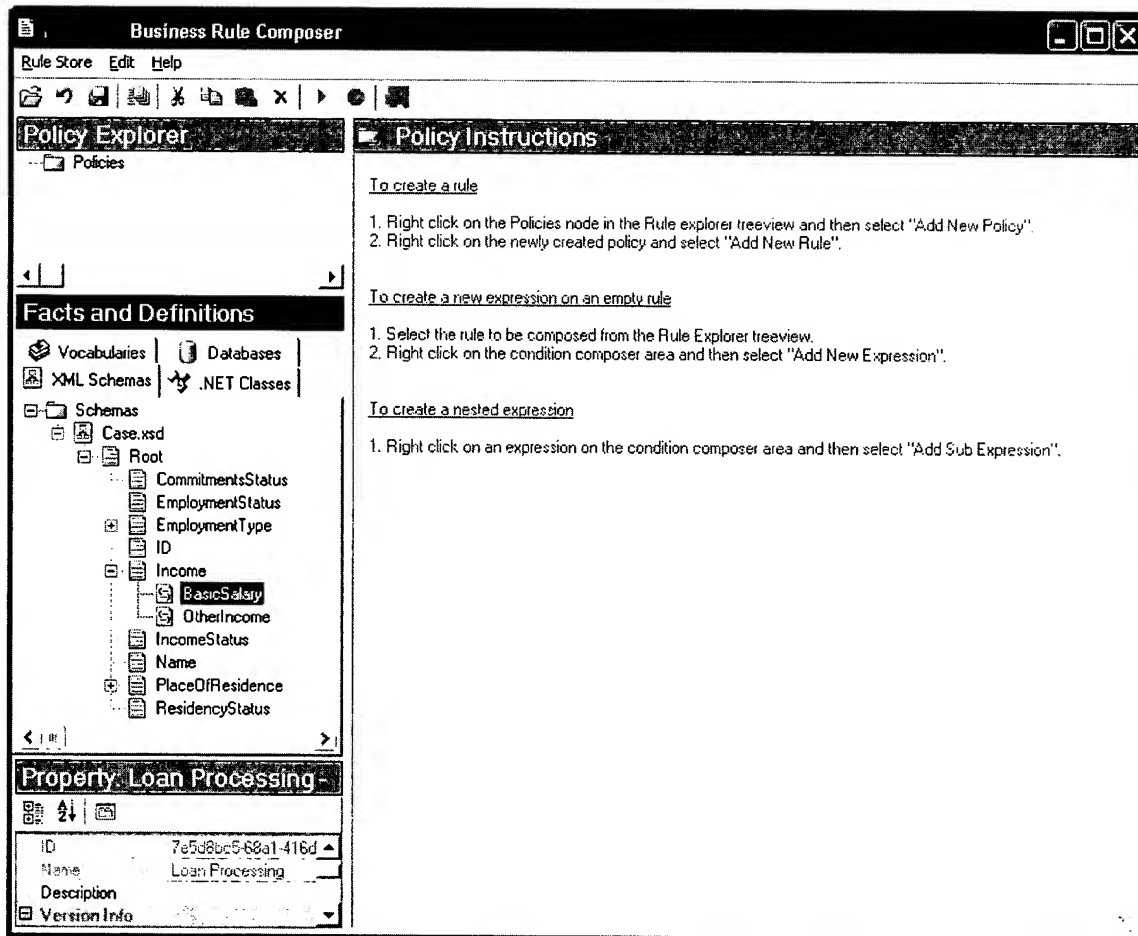 Business Rule Composer
Rule Store Edit Help
Policy Explorer
Policies
Facts and Definitions
Vocabularies Databases
XML Schemas .NET Classes
Schemas
Case.xsd
Root
CommitmentsStatus
EmploymentStatus
EmploymentType
ID
Income
BasicSalary
OtherIncome
IncomeStatus
Name
PlaceOfResidence
ResidencyStatus
Property: Loan Processing -
ID 7e5d8bc5-68a1-416d
Name Loan Processing
Description
Version Info
Policy Instructions
To create a rule
1. Right click on the Policies node in the Rule explorer treeview and then select "Add New Policy".
2. Right click on the newly created policy and select "Add New Rule".
To create a new expression on an empty rule
1. Select the rule to be composed from the Rule Explorer treeview.
2. Right click on the condition composer area and then select "Add New Expression".
To create a nested expression
1. Right click on an expression on the condition composer area and then select "Add Sub Expression".